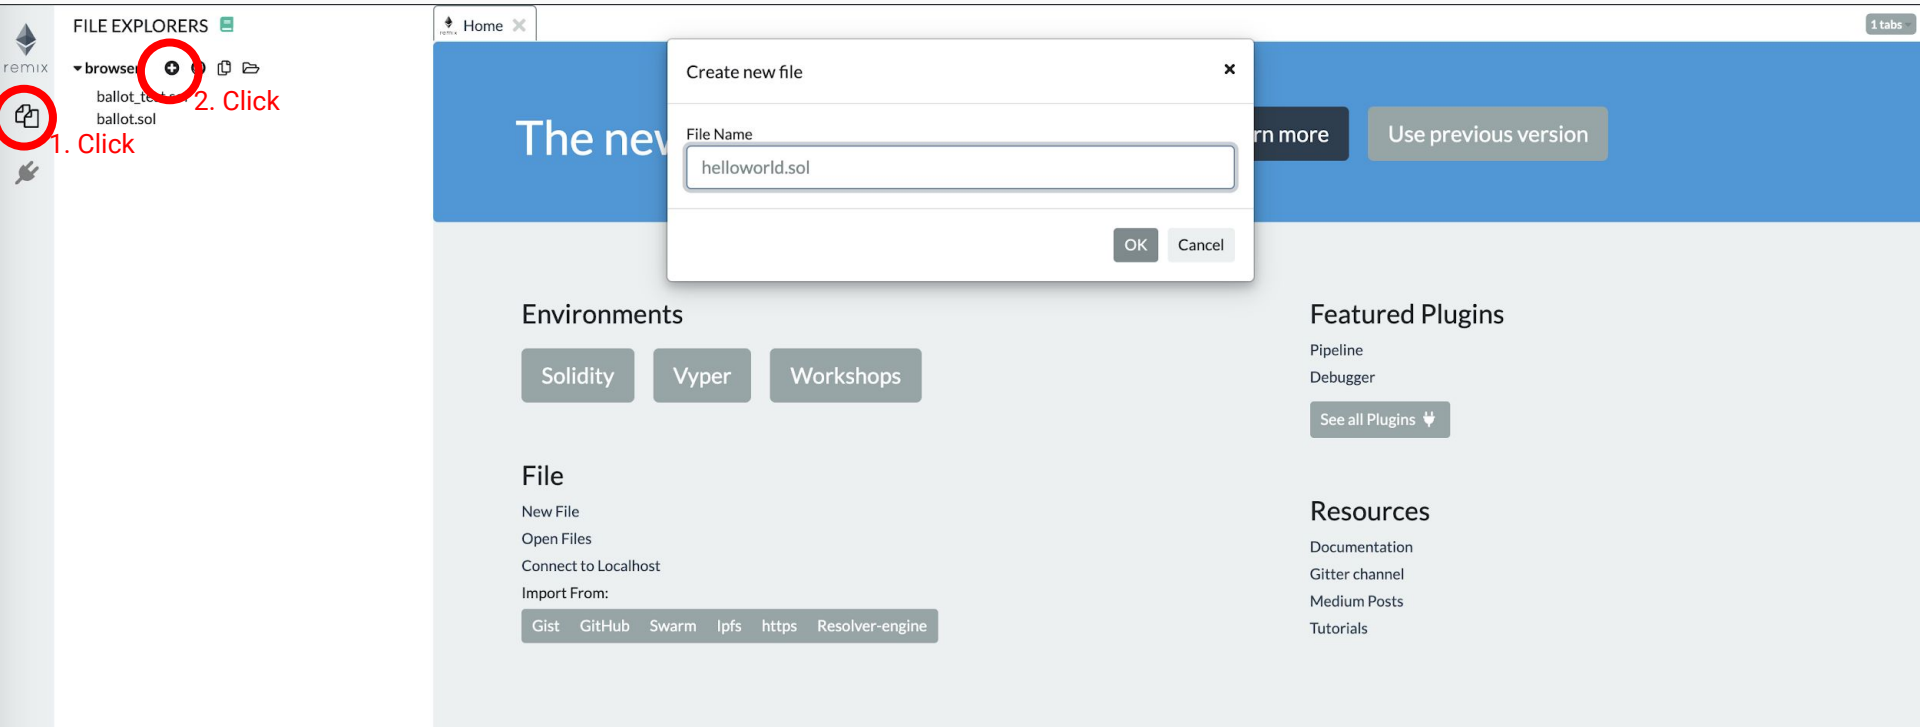 FILE EXPLORERS
remix
browser
ballot_test.sol
ballot.sol
1. Click
2. Click
remix
Home
1 tabs
The new
rn more
Use previous version
Create new file
File Name
helloworld.sol
OK
Cancel
Environments
Solidity
Vyper
Workshops
File
New File
Open Files
Connect to Localhost
Import From:
Gist GitHub Swarm Ipfs https Resolver-engine
Featured Plugins
Pipeline
Debugger
See all Plugins
Resources
Documentation
Gitter channel
Medium Posts
Tutorials